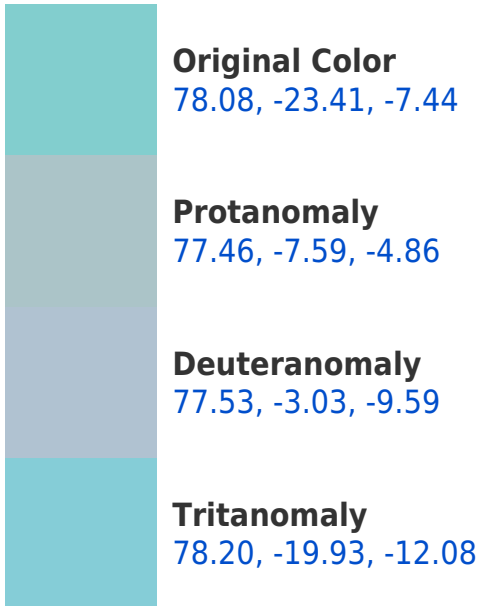 Original Color
78.08, -23.41, -7.44
Protanomaly
77.46, -7.59, -4.86
Deuteranomaly
77.53, -3.03, -9.59
Tritanomaly
78.20, -19.93, -12.08